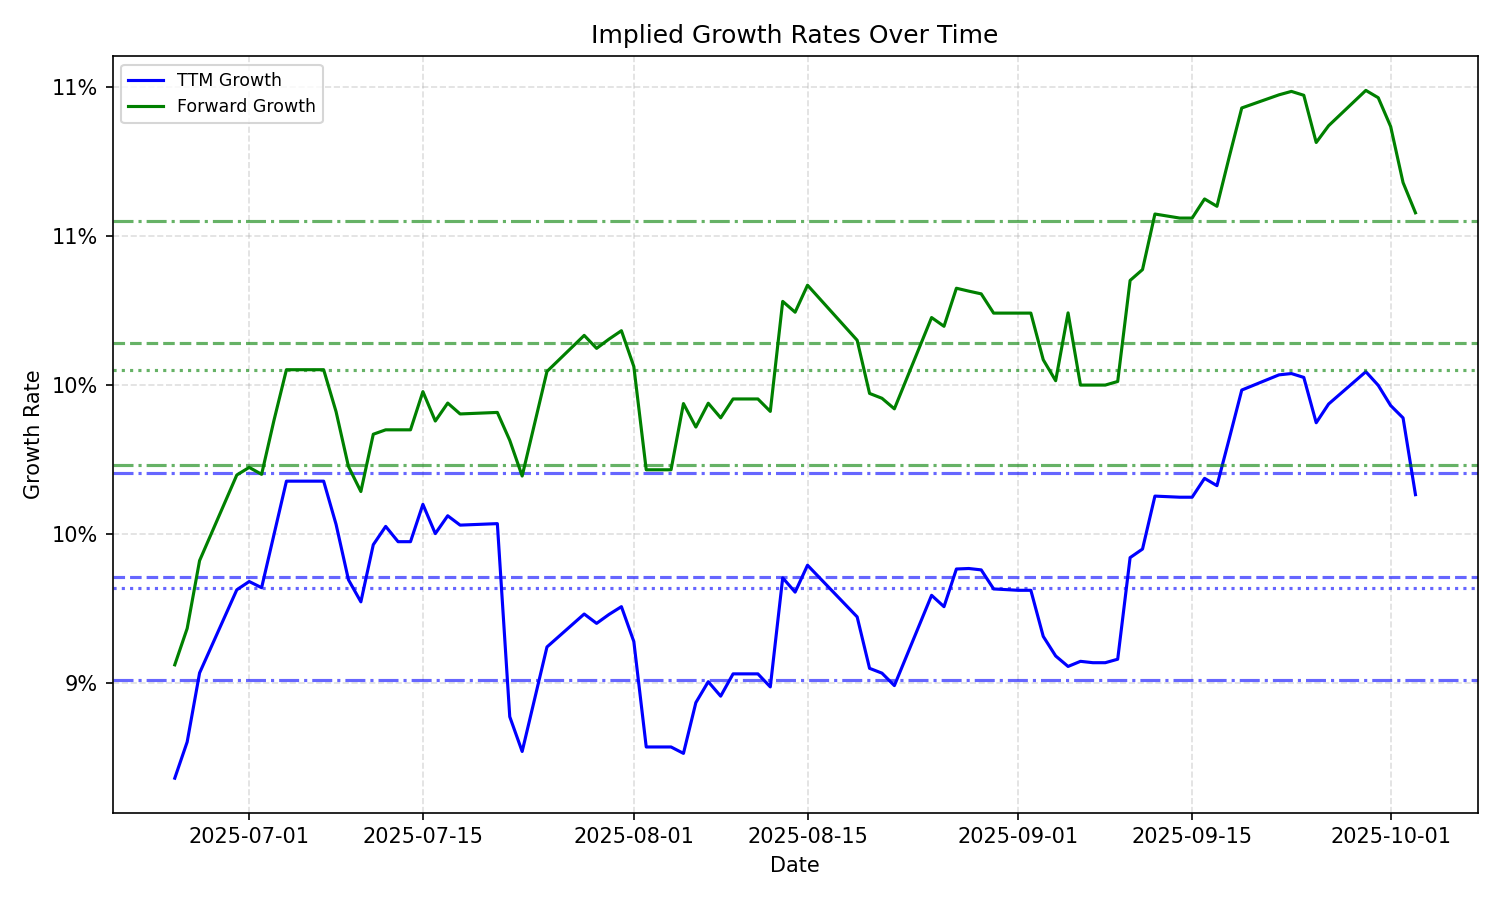 Implied Growth Rates Over Time
TTM Growth
Forward Growth
11%
11%
10%
10%
9%
Growth Rate
2025-07-01
2025-07-15
2025-08-01
2025-08-15
2025-09-01
2025-09-15
2025-10-01
Date